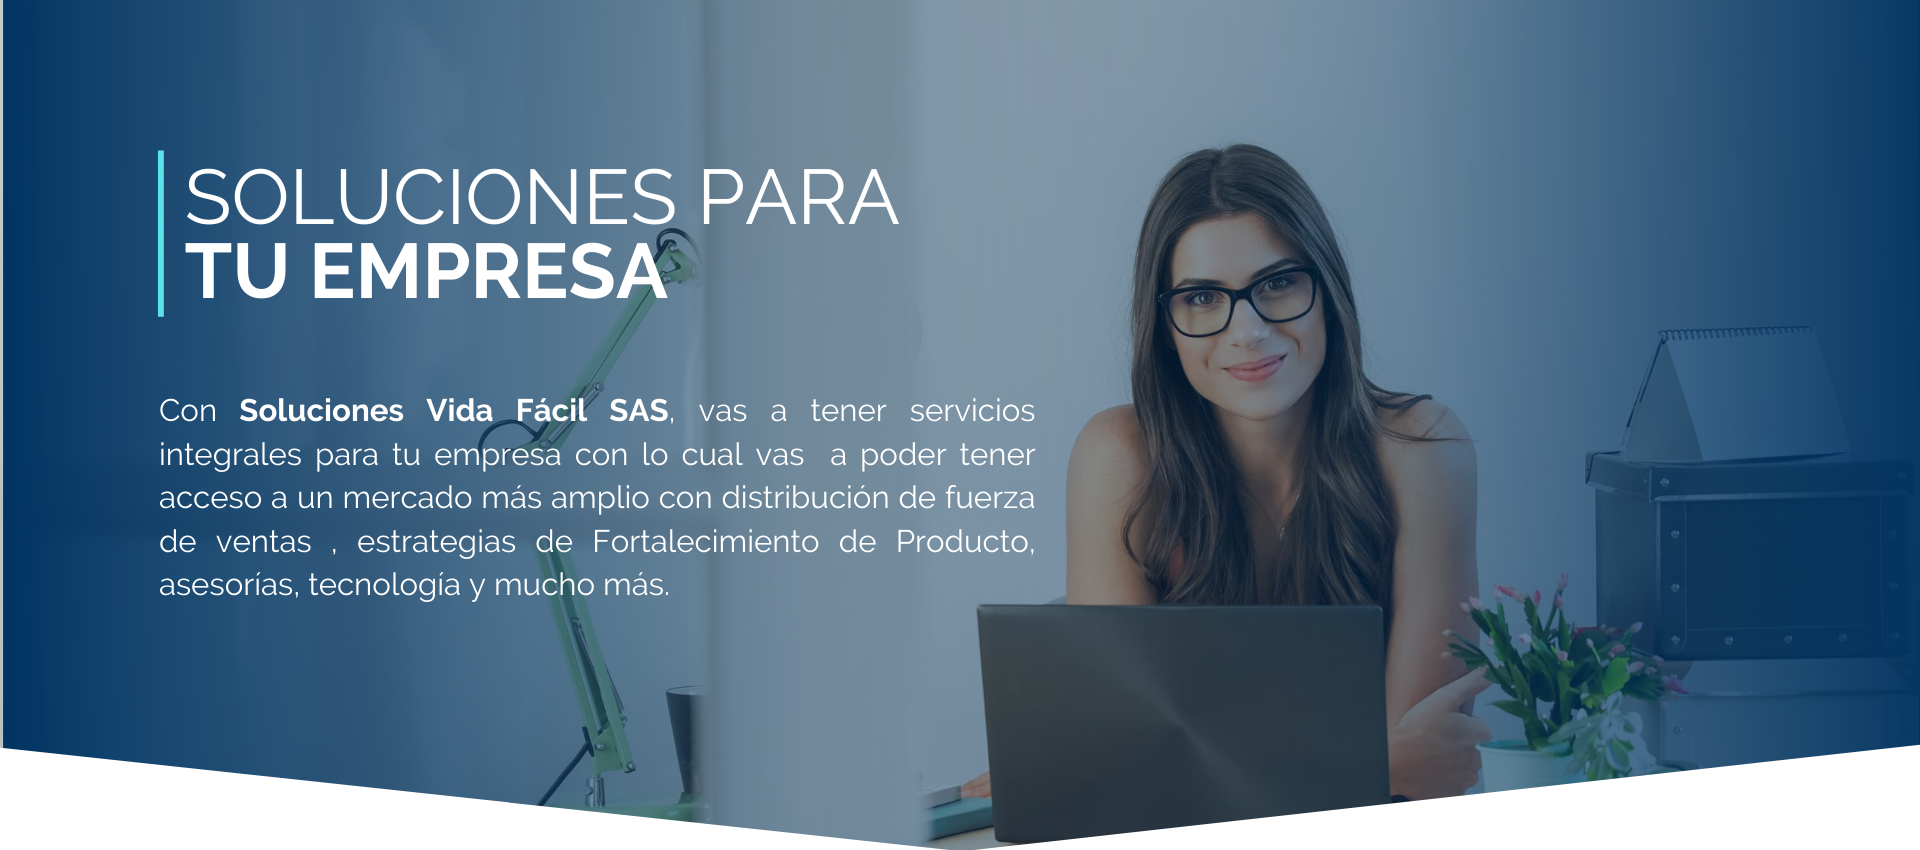 SOLUCIONES PARA
TU EMPRESA
Con Soluciones Vida Fácil SAS, vas a tener servicios
integrales para tu empresa con lo cual vas  a poder tener
acceso a un mercado más amplio con distribución de fuerza
de ventas , estrategias de Fortalecimiento de Producto,
asesorías, tecnología y mucho más.